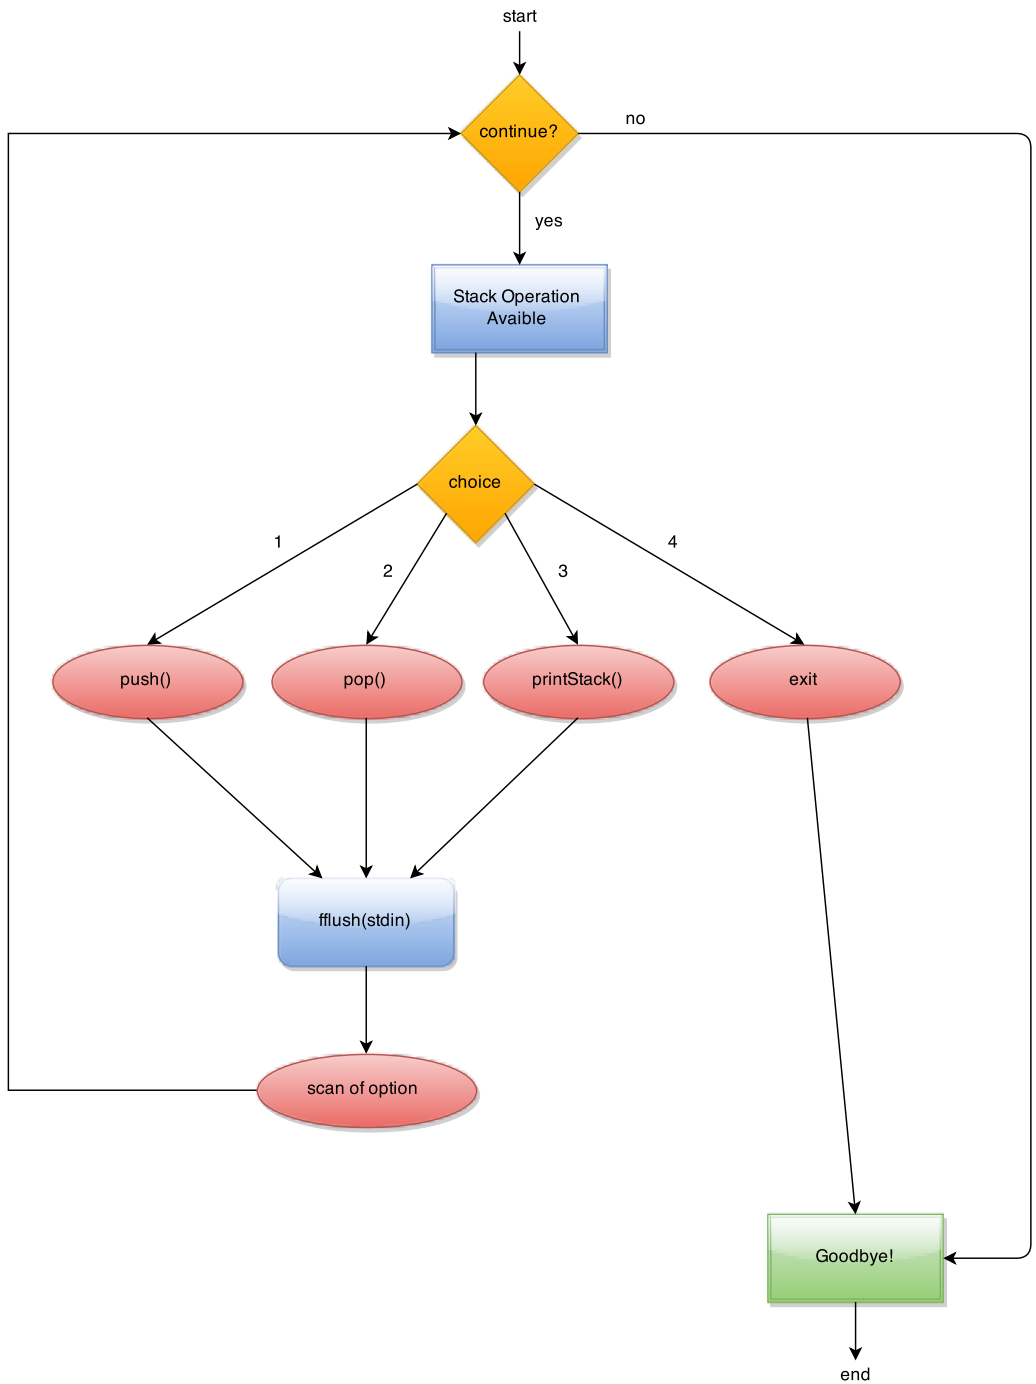 start
continue?
no
yes
Stack Operation
Avaible
choice
1
2
3
4
push()
pop()
printStack()
exit
fflush(stdin)
scan of option
Goodbye!
end